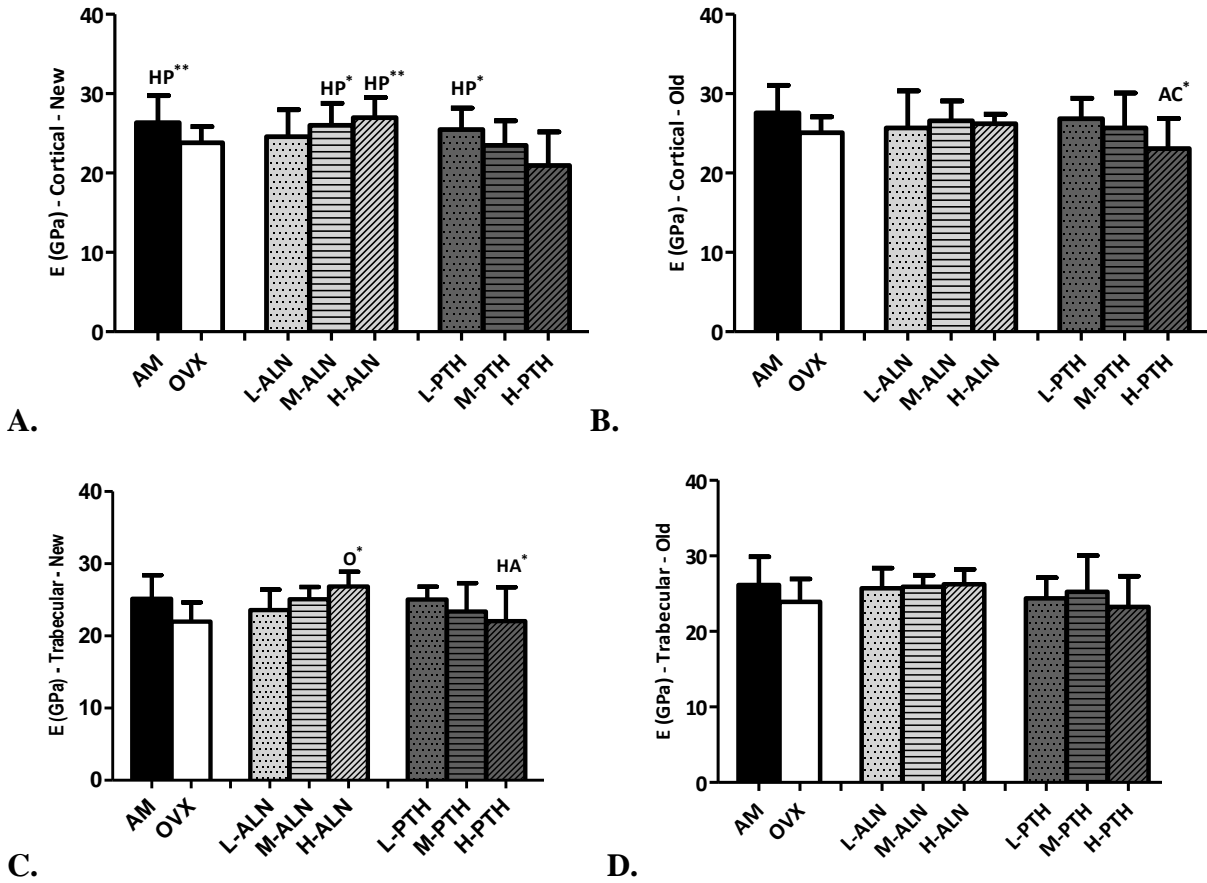 E (GPa) - Cortical - New
40
30
20
10
0
HP**
HP*
HP**
HP*
AM
OVX
L-ALN
M-ALN
H-ALN
L-PTH
M-PTH
H-PTH
A.
E (GPa) - Cortical - Old
40
30
20
10
0
AC*
AM
OVX
L-ALN
M-ALN
H-ALN
L-PTH
M-PTH
H-PTH
B.
E (GPa) - Trabecular - New
40
30
20
10
0
O*
HA*
AM
OVX
L-ALN
M-ALN
H-ALN
L-PTH
M-PTH
H-PTH
C.
E (GPa) - Trabecular - Old
40
30
20
10
0
AM
OVX
L-ALN
M-ALN
H-ALN
L-PTH
M-PTH
H-PTH
D.